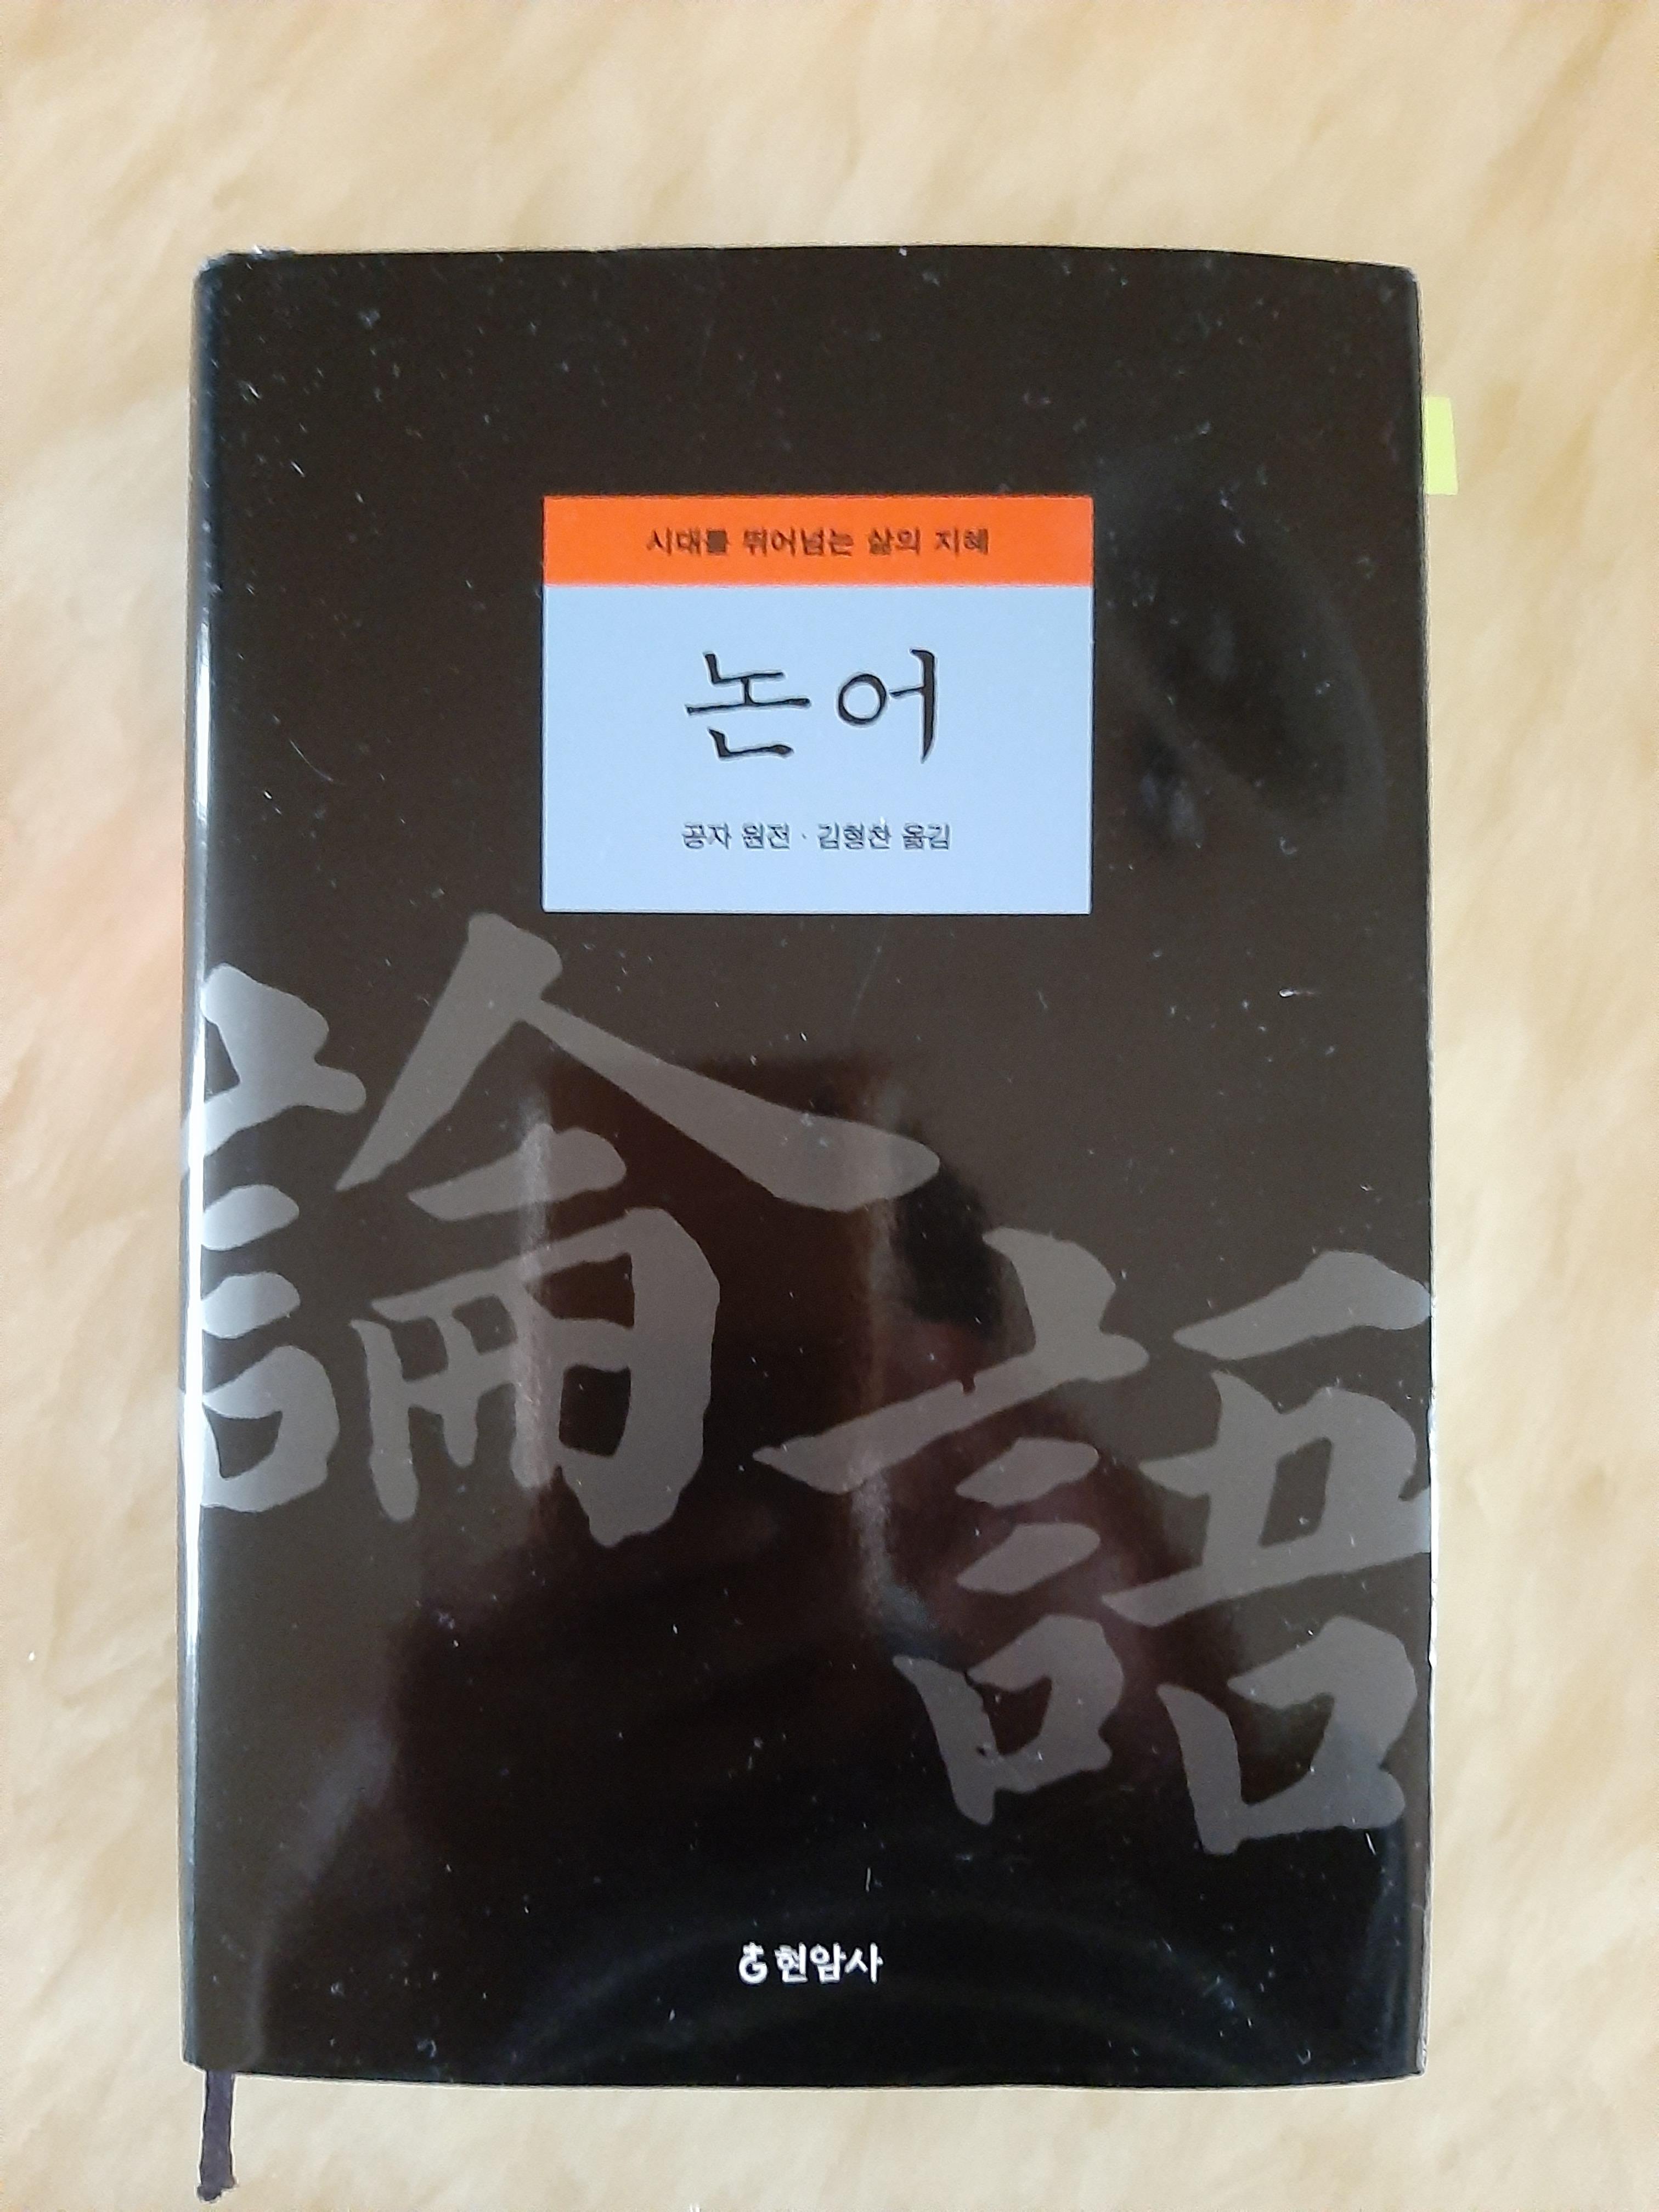 시대를 뛰어넘는 삶의 지혜
논어
공자 원전 · 김형찬 옮김
論語
현암사